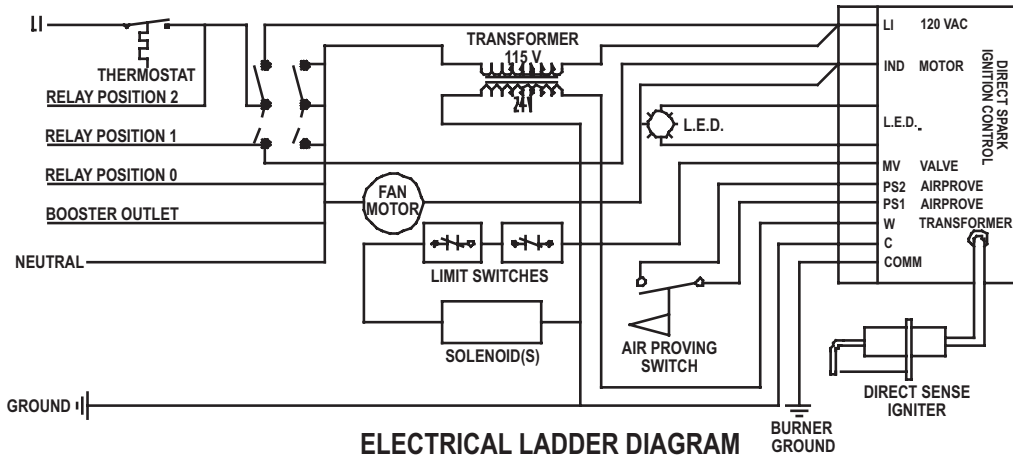 LI
THERMOSTAT
RELAY POSITION 2
RELAY POSITION 1
RELAY POSITION 0
BOOSTER OUTLET
NEUTRAL
GROUND
TRANSFORMER
115 V
24V
FAN
MOTOR
LIMIT SWITCHES
SOLENOID(S)
L.E.D.
AIR PROVING
SWITCH
LI 120 VAC
IND MOTOR
L.E.D.
MV VALVE
PS2 AIRPROVE
PS1 AIRPROVE
W TRANSFORMER
C
COMM
DIRECT SPARK
IGNITION CONTROL
DIRECT SENSE
IGNITER
BURNER
GROUND
ELECTRICAL LADDER DIAGRAM